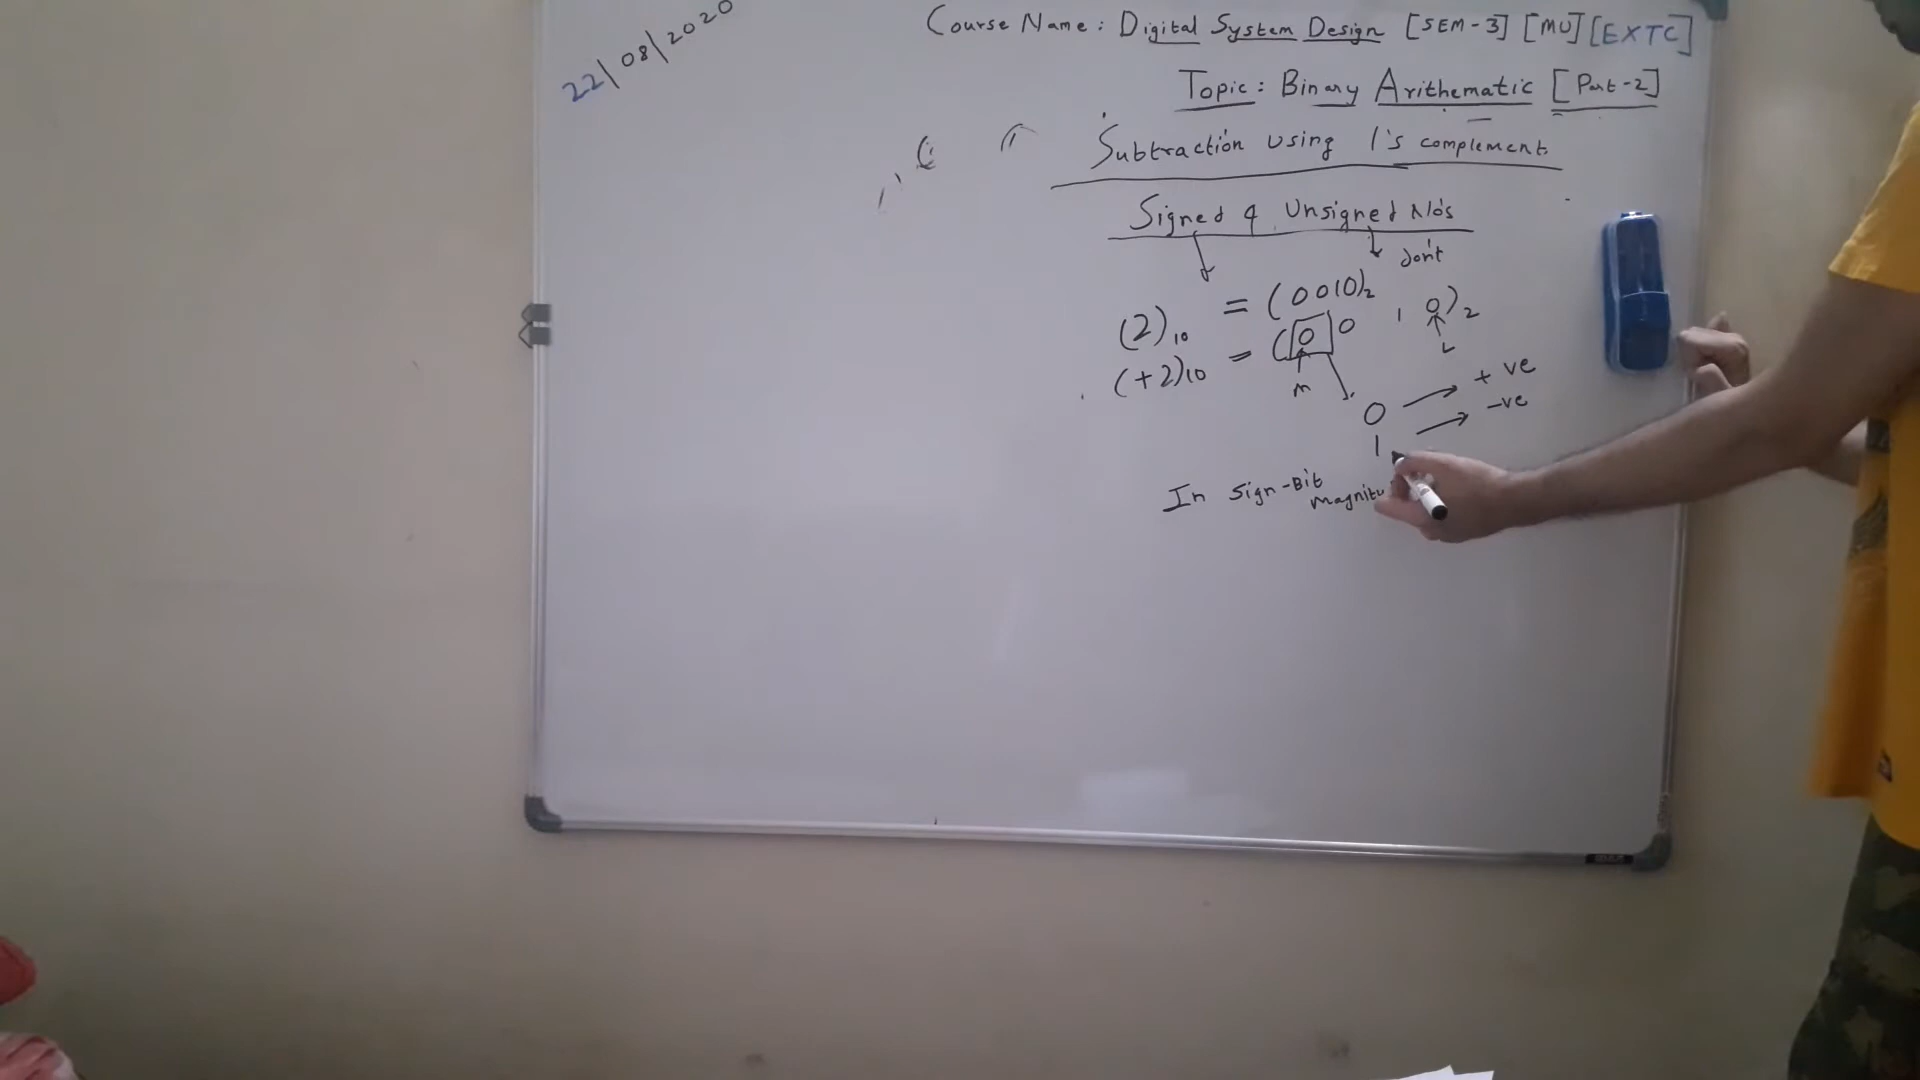 22/08/2020
Course Name: Digital System Design [SEM-3] [MU] [EXTC]
Topic: Binary Arithematic [Part-2]
Subtraction using 1's complement
Signed & Unsigned No's
don't
(2)10 = (0010)2
(+2)10 = (0 0 1 0)2
m L
0 + ve
1 -ve
In Sign-Bit
magnitu